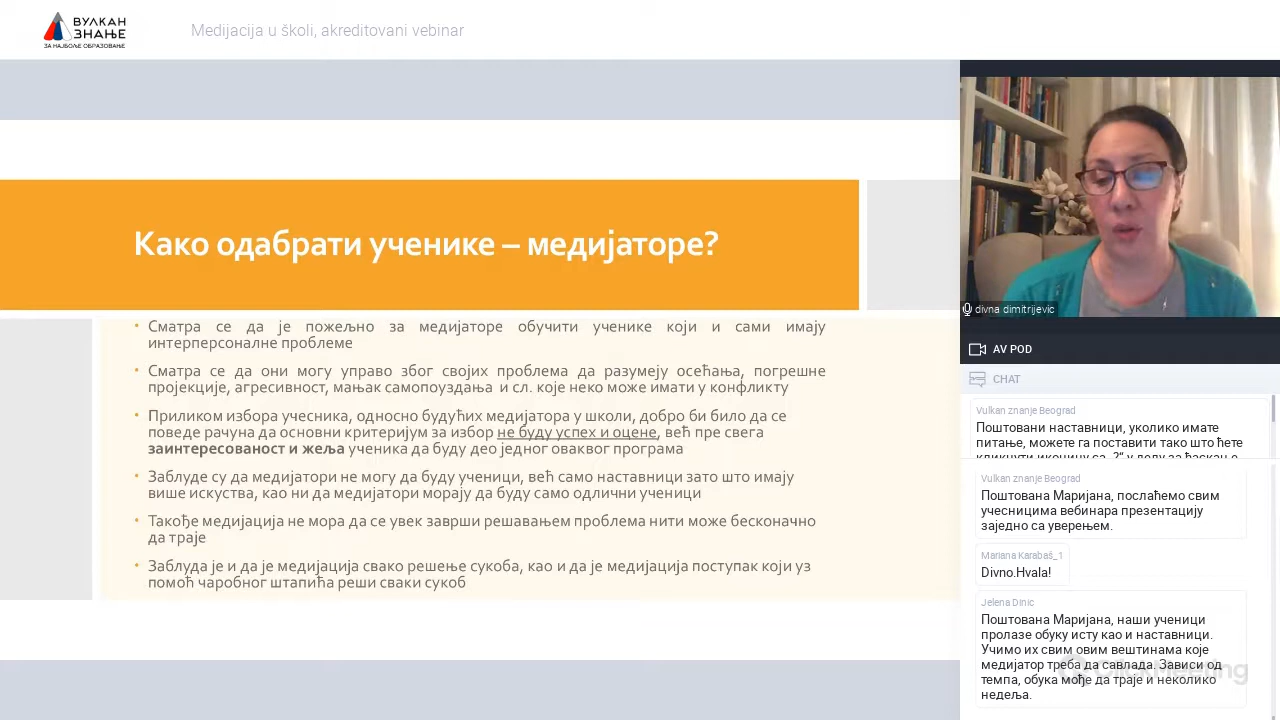 ВУЛКАН
ЗНАЊЕ
ЗА НАЈБОЉЕ ОБРАЗОВАЊЕ
Medijacija u školi, akreditovani vebinar
Како одабрати ученике – медијаторе?
• Сматра се да је пожељно за медијаторе обучити ученике који и сами имају
интерперсоналне проблеме
• Сматра се да они могу управо због својих проблема да разумеју осећања, погрешне
пројекције, агресивност, мањак самопоуздања и сл. које неко може имати у конфликту
• Приликом избора учесника, односно будућих медијатора у школи, добро би било да се
поведе рачуна да основни критеријум за избор не буду успех и оцене, већ пре свега
заинтересованост и жеља ученика да буду део једног оваквог програма
• Заблуде су да медијатори не могу да буду ученици, већ само наставници зато што имају
више искуства, као ни да медијатори морају да буду само одлични ученици
• Такође медијација не мора да се увек заврши решавањем проблема нити може бесконачно
да траје
• Заблуда је и да је медијација свако решење сукоба, као и да је медијација поступак који уз
помоћ чаробног штапића реши сваки сукоб
divna dimitrijevic
AV POD
CHAT
Vulkan znanje Beograd
Поштовани наставници, уколико имате
питање, можете га поставити тако што ћете
кликнути иконицу са „?“ у делу за ћаскање
Vulkan znanje Beograd
Поштована Маријана, послаћемо свим
учесницима вебинара презентацију
заједно са уверењем.
Mariana Karabaš_1
Divno.Hvala!
Jelena Dinic
Поштована Маријана, наши ученици
пролазе обуку исту као и наставници.
Учимо их свим овим вештинама које
медијатор треба да савлада. Зависи од
темпа, обука мође да траје и неколико
недеља.
ClickMeeting